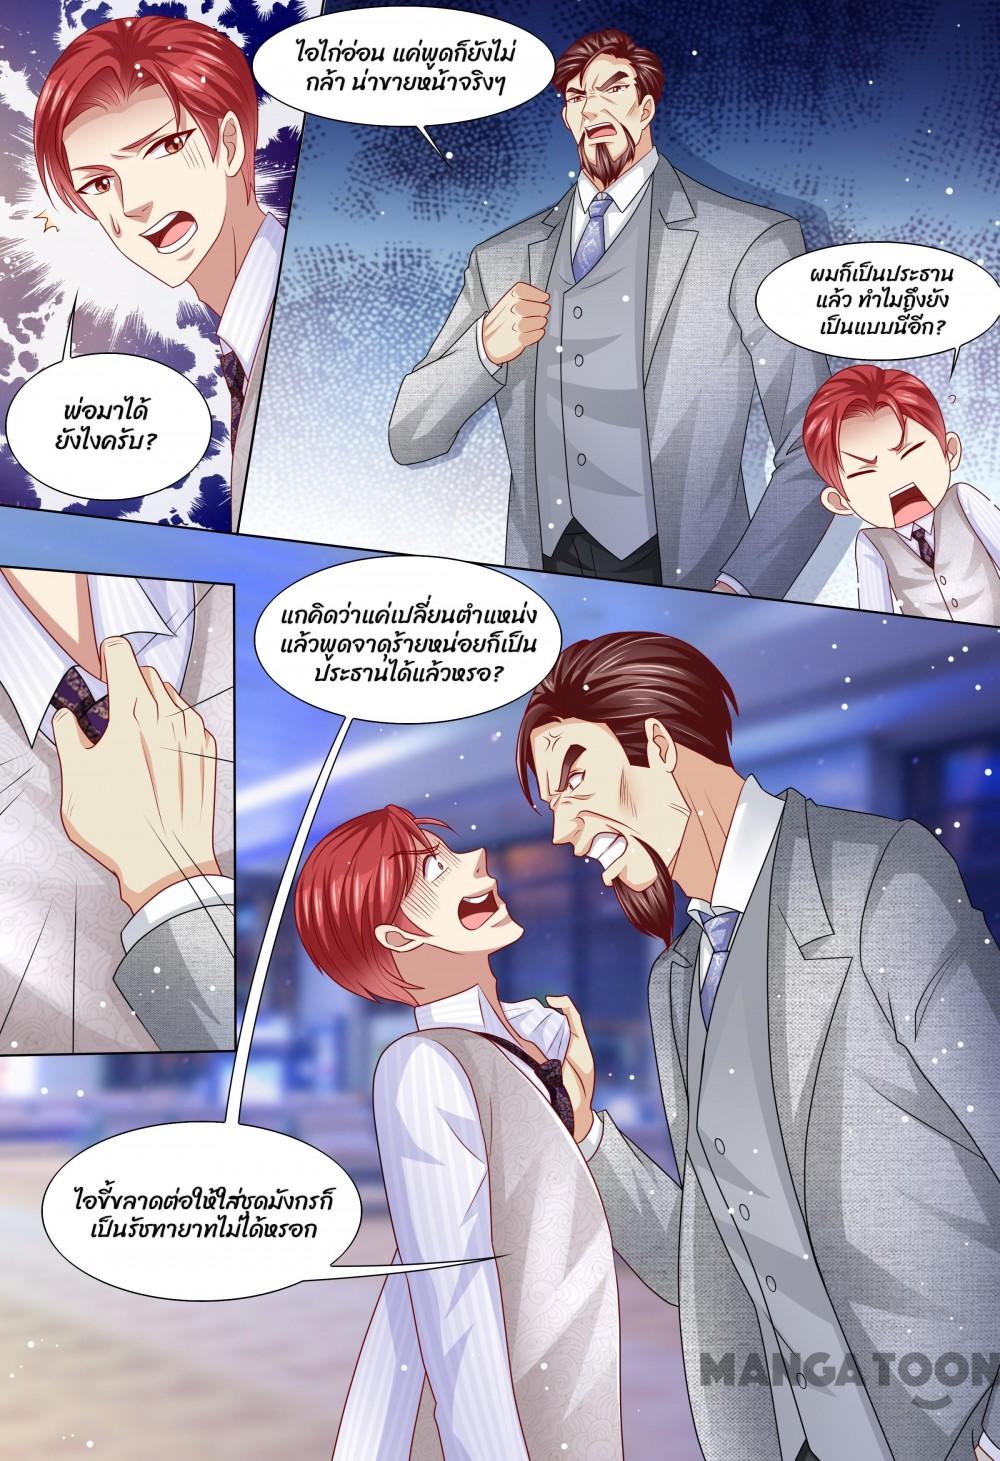 ไอไก่อ่อน แค่พูดก็ยังไม่
กล้า น่าขายหน้าจริงๆ
พ่อมาได้
ยังไงครับ?
ผมก็เป็นประธาน
แล้ว ทำไมถึงยัง
เป็นแบบนี้อีก?
แกคิดว่าแค่เปลี่ยนตำแหน่ง
แล้วพูดจาดุร้ายหน่อยก็เป็น
ประธานได้แล้วหรอ?
ไอขี้ขลาดต่อให้ใส่ชุดมังกรก็
เป็นรัชทายาทไม่ได้หรอก
MANGATOON